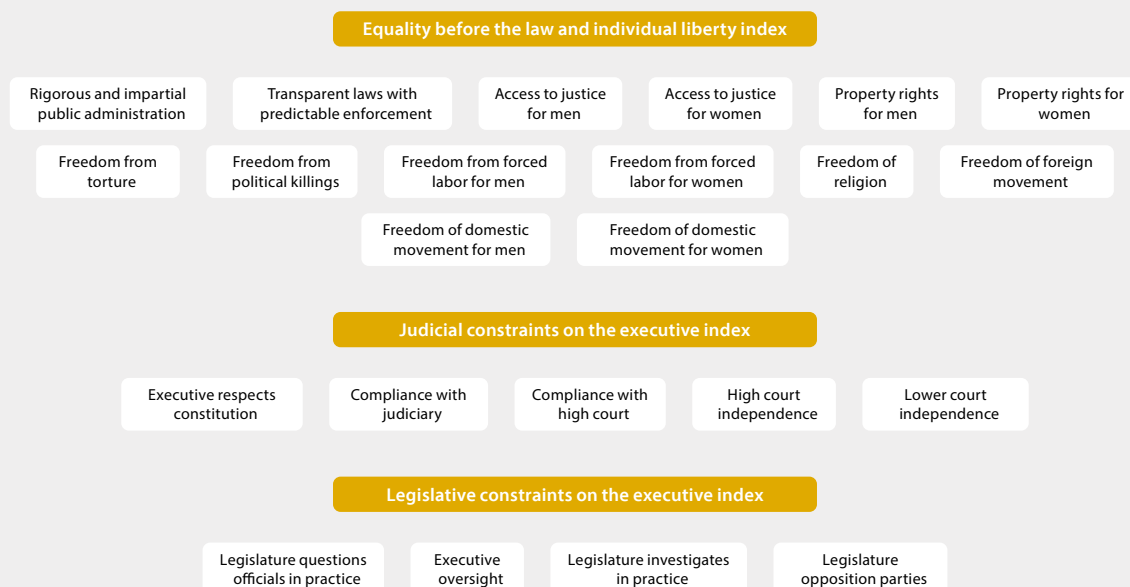 Equality before the law and individual liberty index
Rigorous and impartial
public administration
Transparent laws with
predictable enforcement
Access to justice
for men
Access to justice
for women
Property rights
for men
Property rights for
women
Freedom from
torture
Freedom from
political killings
Freedom from forced
labor for men
Freedom from forced
labor for women
Freedom of
religion
Freedom of foreign
movement
Freedom of domestic
movement for men
Freedom of domestic
movement for women
Judicial constraints on the executive index
Executive respects
constitution
Compliance with
judiciary
Compliance with
high court
High court
independence
Lower court
independence
Legislative constraints on the executive index
Legislature questions
officials in practice
Executive
oversight
Legislature investigates
in practice
Legislature
opposition parties